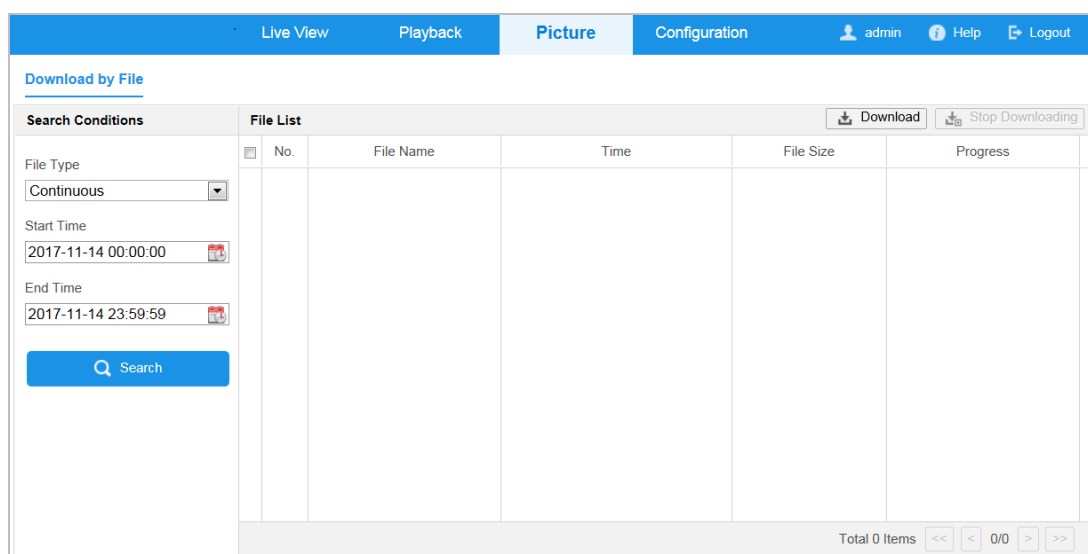 Live View Playback Picture Configuration admin Help Logout
Download by File
Search Conditions
File List
Download Stop Downloading
No. File Name Time File Size Progress
File Type
Continuous
Start Time
2017-11-14 00:00:00
End Time
2017-11-14 23:59:59
Search
Total 0 Items << < 0/0 > >>